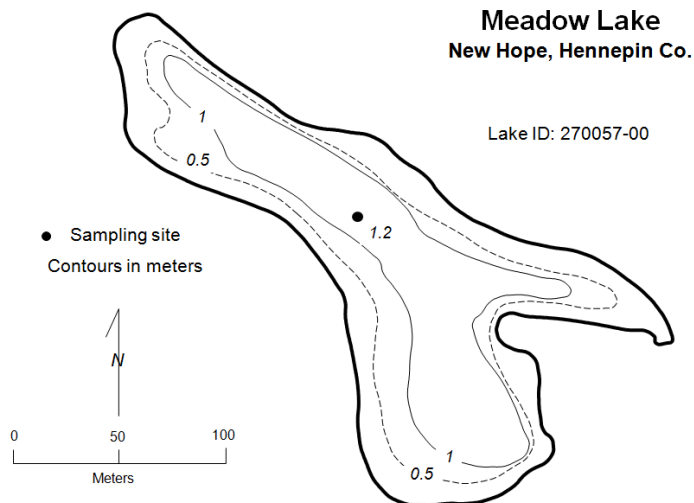 Meadow Lake
New Hope, Hennepin Co.
Lake ID: 270057-00
1
0.5
1.2
Sampling site
Contours in meters
N
0 50 100
Meters
0.5
1